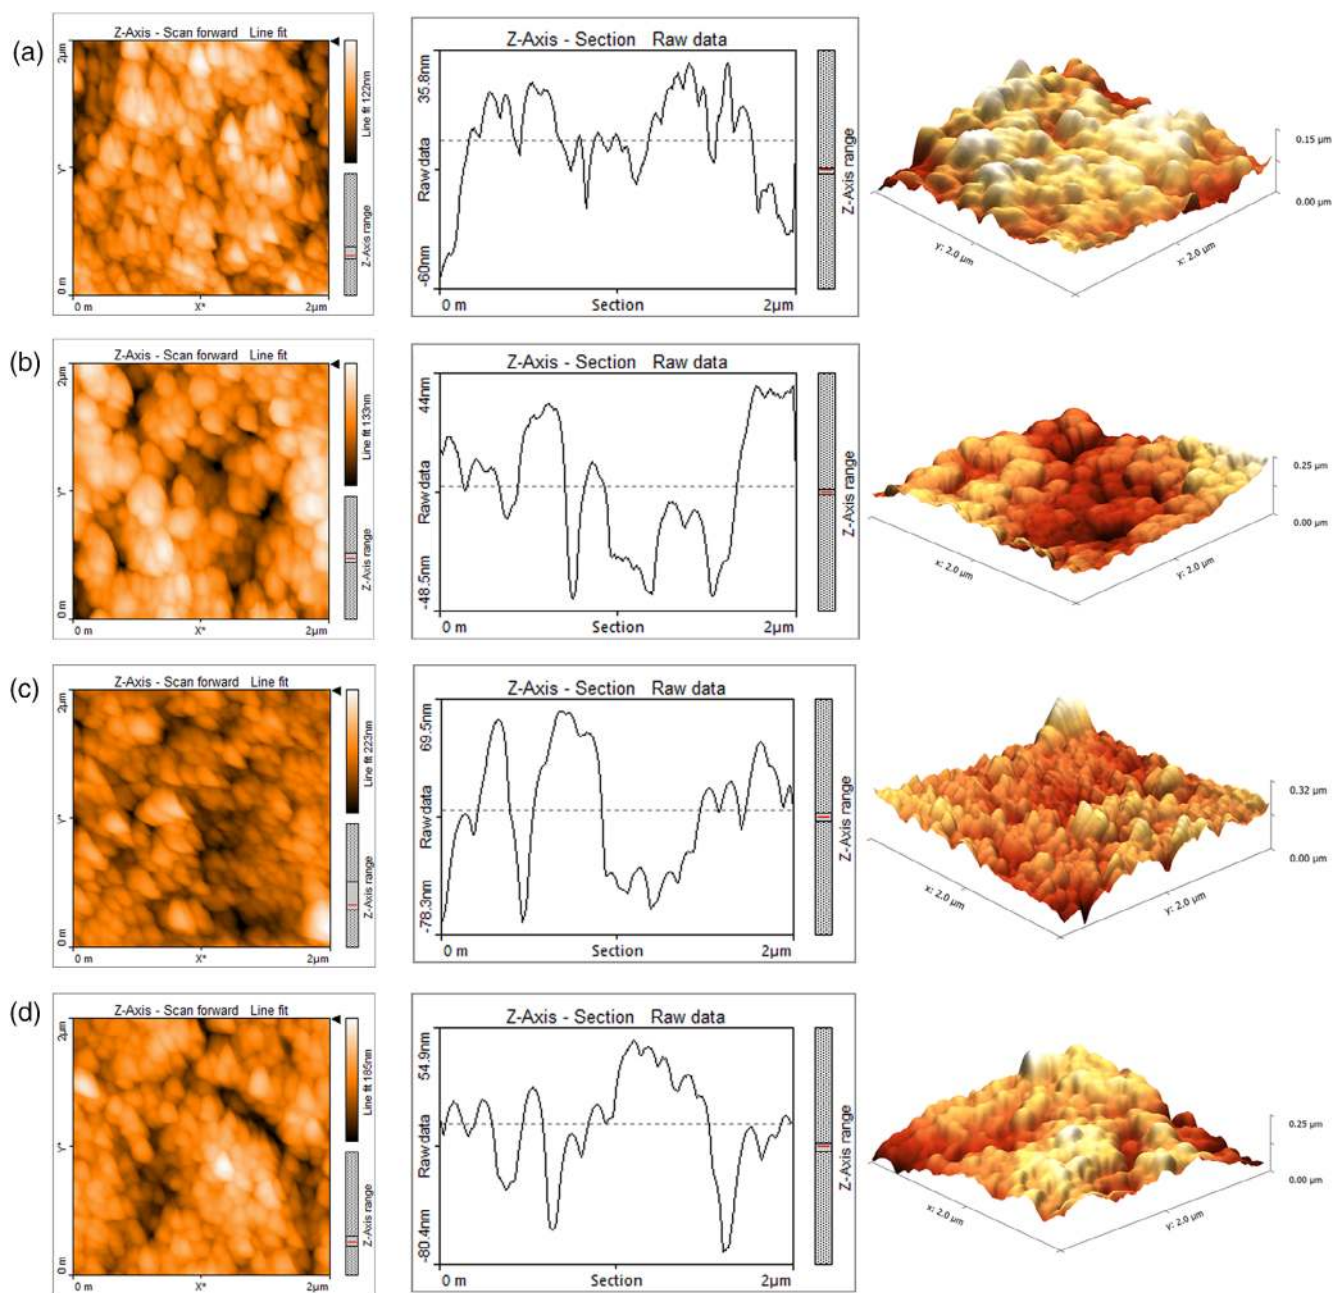 (a)
Z-Axis - Scan forward Line fit
2µm
Y*
0 m
0 m
X*
2µm
Line fit 122nm
Z-Axis range
Z-Axis - Section Raw data
35.8nm
Raw data
-60nm
0 m
Section
2µm
Z-Axis range
0.15 µm
0.00 µm
y: 2.0 µm
x: 2.0 µm
(b)
Z-Axis - Scan forward Line fit
2µm
Y*
0 m
0 m
X*
2µm
Line fit 133nm
Z-Axis range
Z-Axis - Section Raw data
44nm
Raw data
-48.5nm
0 m
Section
2µm
Z-Axis range
0.25 µm
0.00 µm
x: 2.0 µm
y: 2.0 µm
(c)
Z-Axis - Scan forward Line fit
2µm
Y*
0 m
0 m
X*
2µm
Line fit 223nm
Z-Axis range
Z-Axis - Section Raw data
69.5nm
Raw data
-78.3nm
0 m
Section
2µm
Z-Axis range
0.32 µm
0.00 µm
x: 2.0 µm
y: 2.0 µm
(d)
Z-Axis - Scan forward Line fit
2µm
Y*
0 m
0 m
X*
2µm
Line fit 185nm
Z-Axis range
Z-Axis - Section Raw data
54.9nm
Raw data
-80.4nm
0 m
Section
2µm
Z-Axis range
0.25 µm
0.00 µm
x: 2.0 µm
y: 2.0 µm